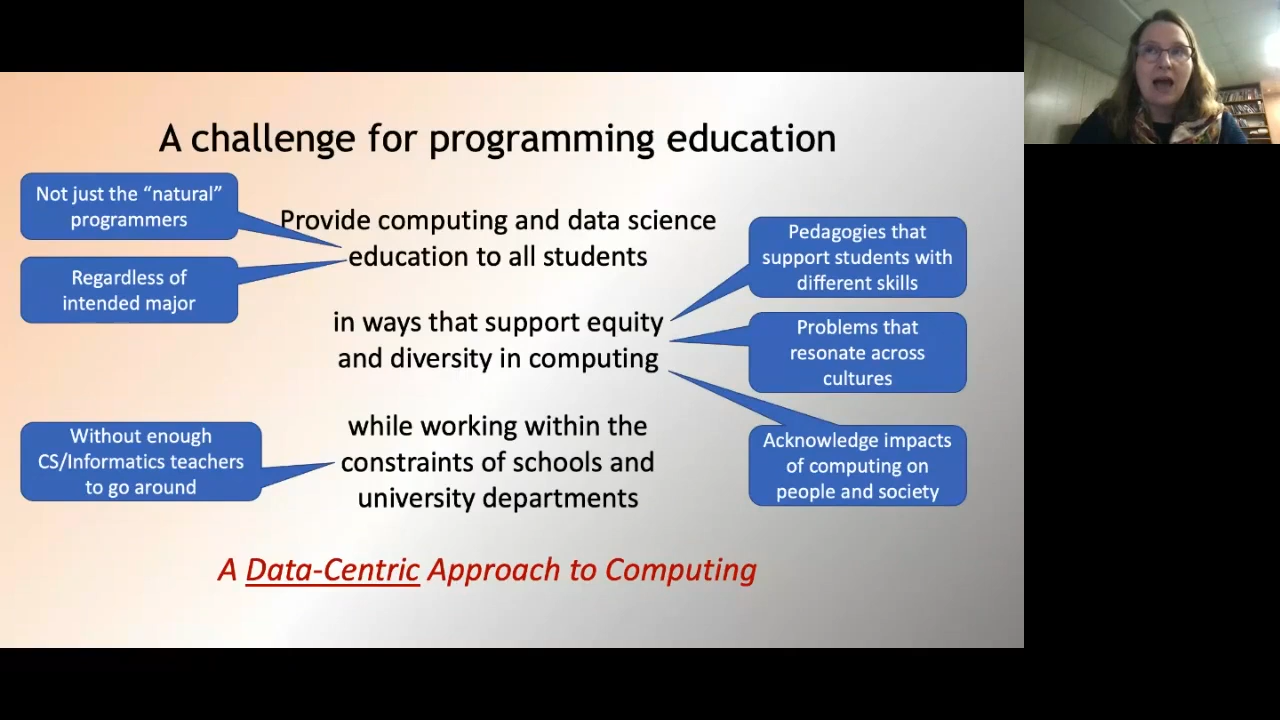 A challenge for programming education
Not just the “natural”
programmers
Regardless of
intended major
Provide computing and data science
education to all students
Pedagogies that
support students with
different skills
in ways that support equity
and diversity in computing
Problems that
resonate across
cultures
Without enough
CS/Informatics teachers
to go around
while working within the
constraints of schools and
university departments
Acknowledge impacts
of computing on
people and society
A Data-Centric Approach to Computing